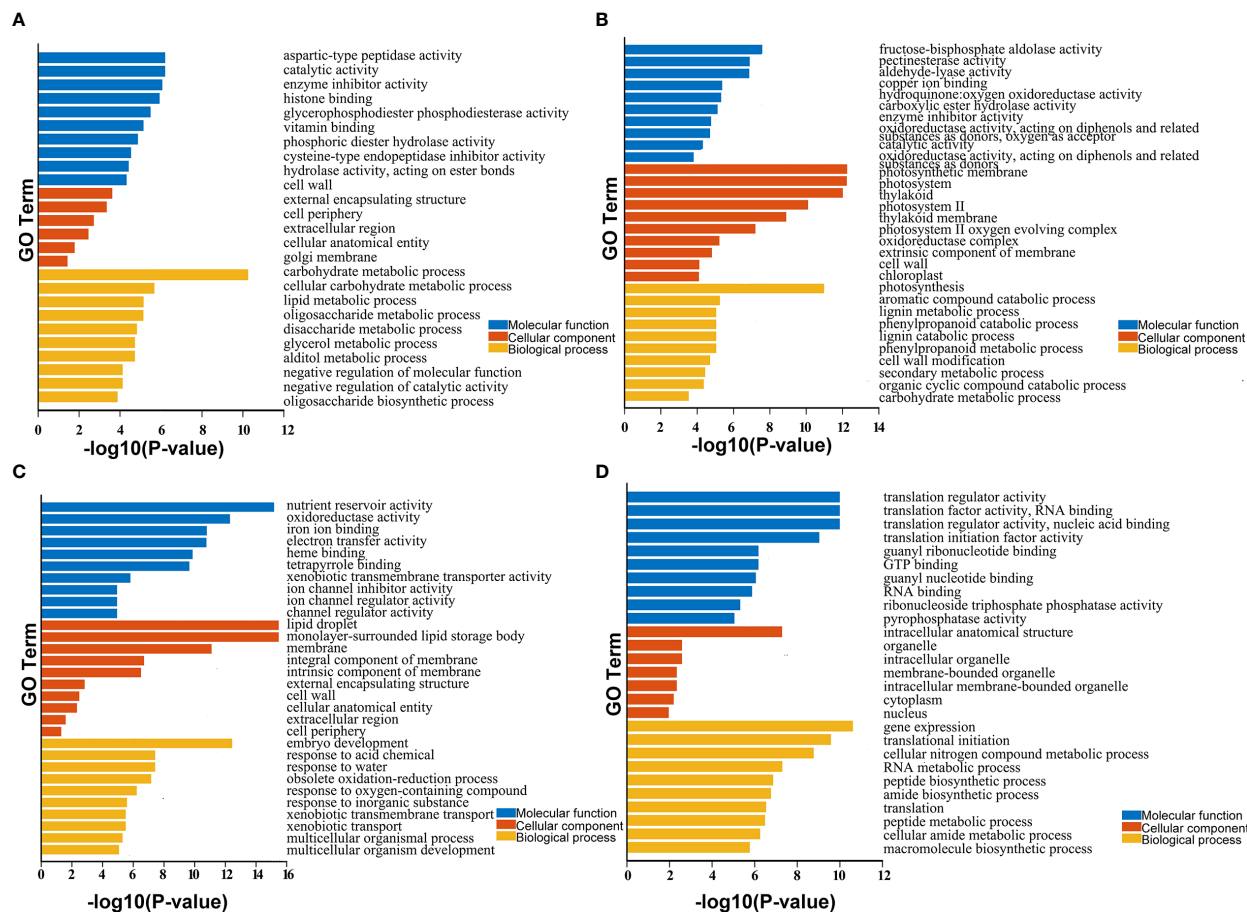 A
GO Term
aspartic-type peptidase activity
catalytic activity
enzyme inhibitor activity
histone binding
glycerophosphodiester phosphodiesterase activity
vitamin binding
phosphoric diester hydrolase activity
cysteine-type endopeptidase inhibitor activity
hydrolase activity, acting on ester bonds
cell wall
external encapsulating structure
cell periphery
extracellular region
cellular anatomical entity
golgi membrane
carbohydrate metabolic process
cellular carbohydrate metabolic process
lipid metabolic process
oligosaccharide metabolic process
disaccharide metabolic process
glycerol metabolic process
alditol metabolic process
negative regulation of molecular function
negative regulation of catalytic activity
oligosaccharide biosynthetic process
Molecular function
Cellular component
Biological process
0 2 4 6 8 10 12
-log10(P-value)
B
GO Term
fructose-bisphosphate aldolase activity
pectinesterase activity
aldehyde-lyase activity
copper ion binding
hydroquinone:oxygen oxidoreductase activity
carboxylic ester hydrolase activity
enzyme inhibitor activity
oxidoreductase activity, acting on diphenols and related
substances as donors, oxygen as acceptor
catalytic activity
oxidoreductase activity, acting on diphenols and related
substances as donors
photosynthetic membrane
photosystem
thylakoid
photosystem II
thylakoid membrane
photosystem II oxygen evolving complex
oxidoreductase complex
extrinsic component of membrane
cell wall
chloroplast
photosynthesis
aromatic compound catabolic process
lignin metabolic process
phenylpropanoid catabolic process
lignin catabolic process
phenylpropanoid metabolic process
cell wall modification
secondary metabolic process
organic cyclic compound catabolic process
carbohydrate metabolic process
Molecular function
Cellular component
Biological process
0 2 4 6 8 10 12 14
-log10(P-value)
C
GO Term
nutrient reservoir activity
oxidoreductase activity
iron ion binding
electron transfer activity
heme binding
tetrapyrrole binding
xenobiotic transmembrane transporter activity
ion channel inhibitor activity
ion channel regulator activity
channel regulator activity
lipid droplet
monolayer-surrounded lipid storage body
membrane
integral component of membrane
intrinsic component of membrane
external encapsulating structure
cell wall
cellular anatomical entity
extracellular region
cell periphery
embryo development
response to acid chemical
response to water
obsolete oxidation-reduction process
response to oxygen-containing compound
response to inorganic substance
xenobiotic transmembrane transport
xenobiotic transport
multicellular organismal process
multicellular organism development
Molecular function
Cellular component
Biological process
0 2 4 6 8 10 12 14 16
-log10(P-value)
D
GO Term
translation regulator activity
translation factor activity, RNA binding
translation regulator activity, nucleic acid binding
translation initiation factor activity
guanyl ribonucleotide binding
GTP binding
guanyl nucleotide binding
RNA binding
ribonucleoside triphosphate phosphatase activity
pyrophosphatase activity
intracellular anatomical structure
organelle
intracellular organelle
membrane-bounded organelle
intracellular membrane-bounded organelle
cytoplasm
nucleus
gene expression
translational initiation
cellular nitrogen compound metabolic process
RNA metabolic process
peptide biosynthetic process
amide biosynthetic process
translation
peptide metabolic process
cellular amide metabolic process
macromolecule biosynthetic process
Molecular function
Cellular component
Biological process
0 2 4 6 8 10 12
-log10(P-value)